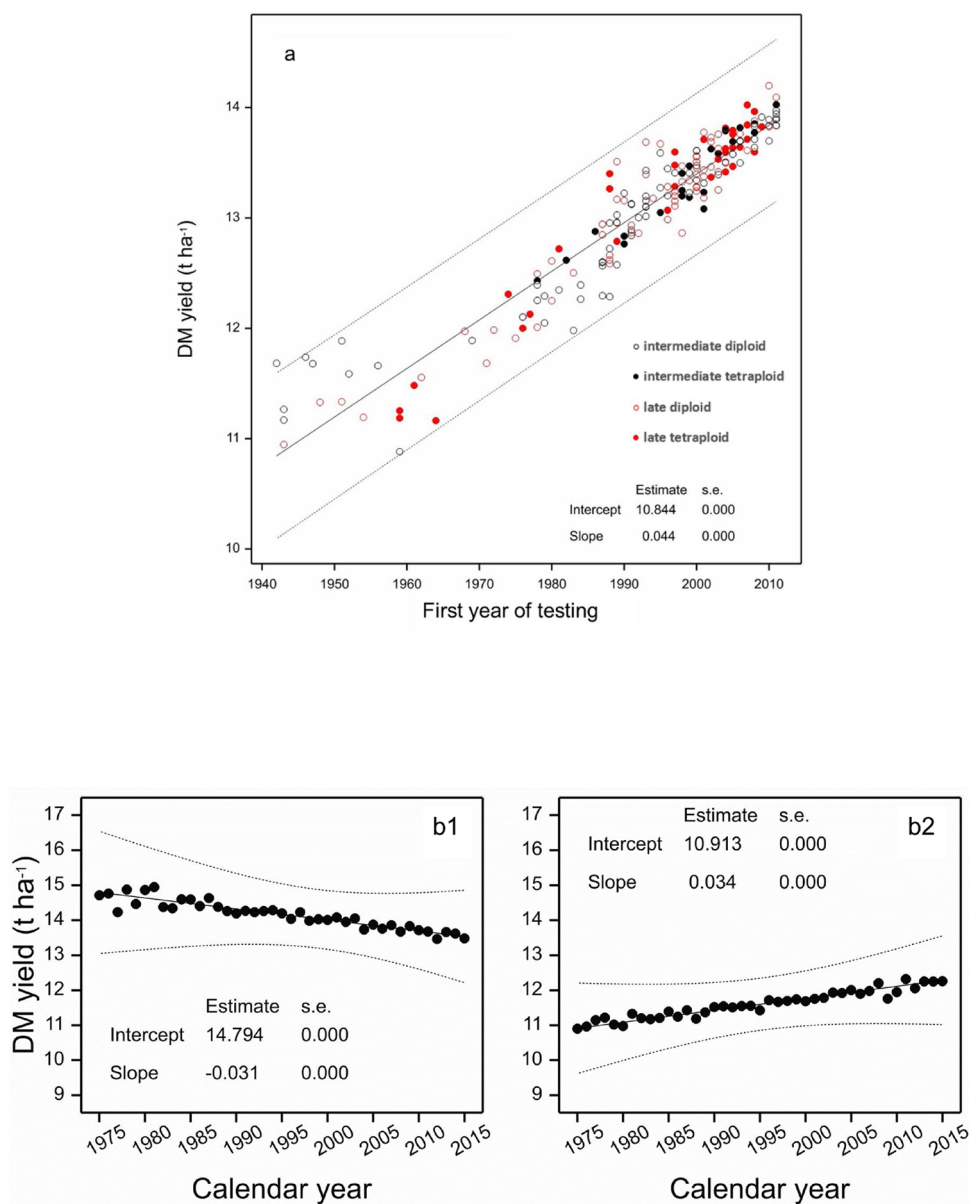 a
14
13
12
11
10
DM yield (t ha⁻¹)
intermediate diploid
intermediate tetraploid
late diploid
late tetraploid
Estimate s.e.
Intercept 10.844 0.000
Slope 0.044 0.000
1940 1950 1960 1970 1980 1990 2000 2010
First year of testing
b1
17
16
15
14
13
12
11
10
9
DM yield (t ha⁻¹)
Estimate s.e.
Intercept 14.794 0.000
Slope -0.031 0.000
1975 1980 1985 1990 1995 2000 2005 2010 2015
Calendar year
b2
17
16
15
14
13
12
11
10
9
Estimate s.e.
Intercept 10.913 0.000
Slope 0.034 0.000
1975 1980 1985 1990 1995 2000 2005 2010 2015
Calendar year